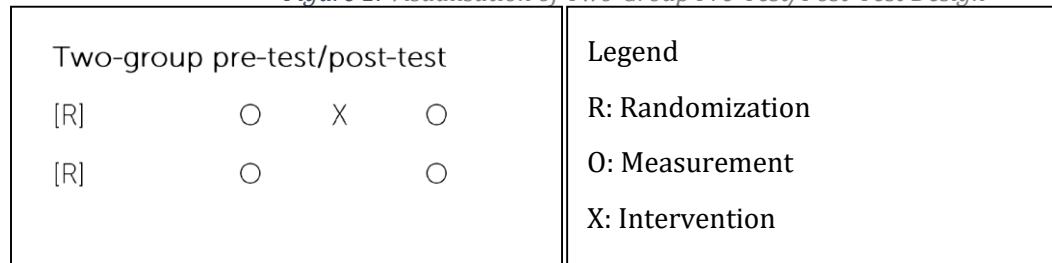 Two-group pre-test/post-test
[R] O X O
[R] O O
Legend
R: Randomization
O: Measurement
X: Intervention